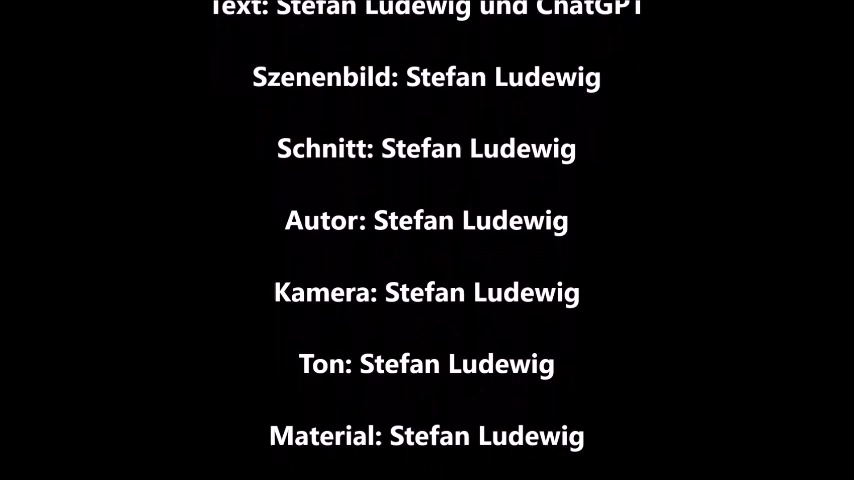 Text: Stefan Ludewig und ChatGPT
Szenenbild: Stefan Ludewig
Schnitt: Stefan Ludewig
Autor: Stefan Ludewig
Kamera: Stefan Ludewig
Ton: Stefan Ludewig
Material: Stefan Ludewig